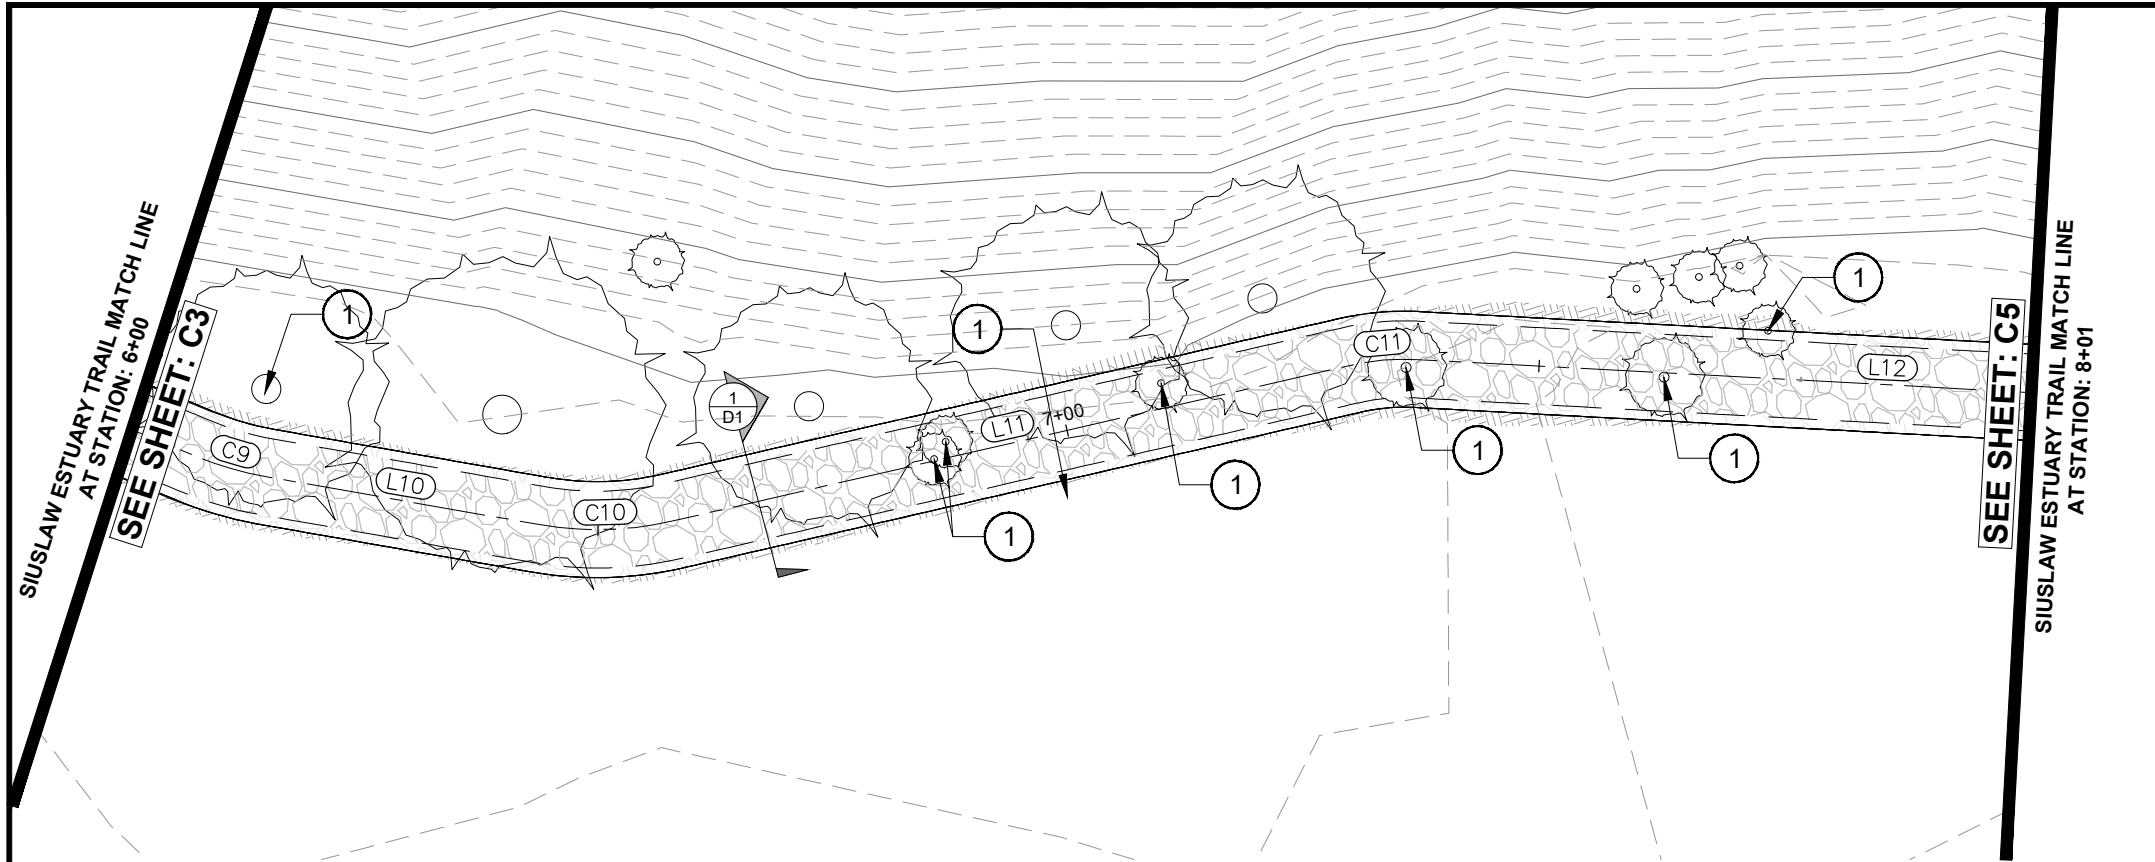 SIUSLAW ESTUARY TRAIL MATCH LINE
AT STATION: 6+00
SEE SHEET: C3
1
C9
L10
C10
1
D1
1
L11
7+00
1
1
C11
1
1
1
L12
SEE SHEET: C5
SIUSLAW ESTUARY TRAIL MATCH LINE
AT STATION: 8+01